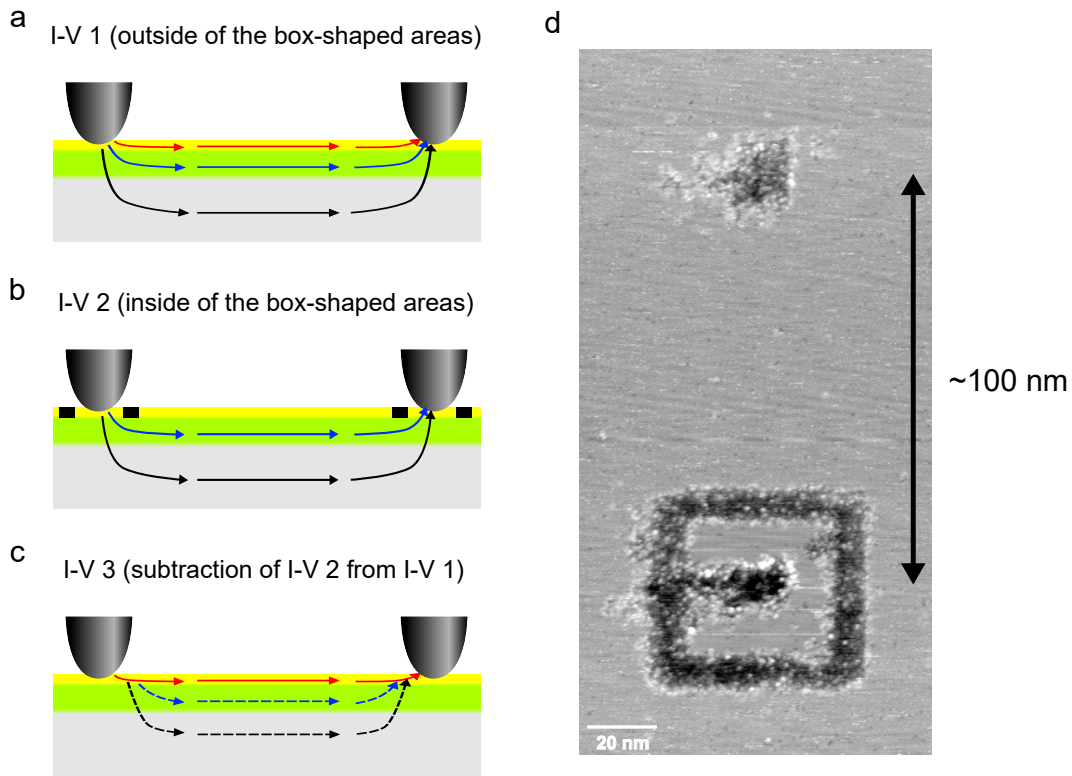 a
I-V 1 (outside of the box-shaped areas)
b
I-V 2 (inside of the box-shaped areas)
c
I-V 3 (subtraction of I-V 2 from I-V 1)
d
~100 nm
20 nm